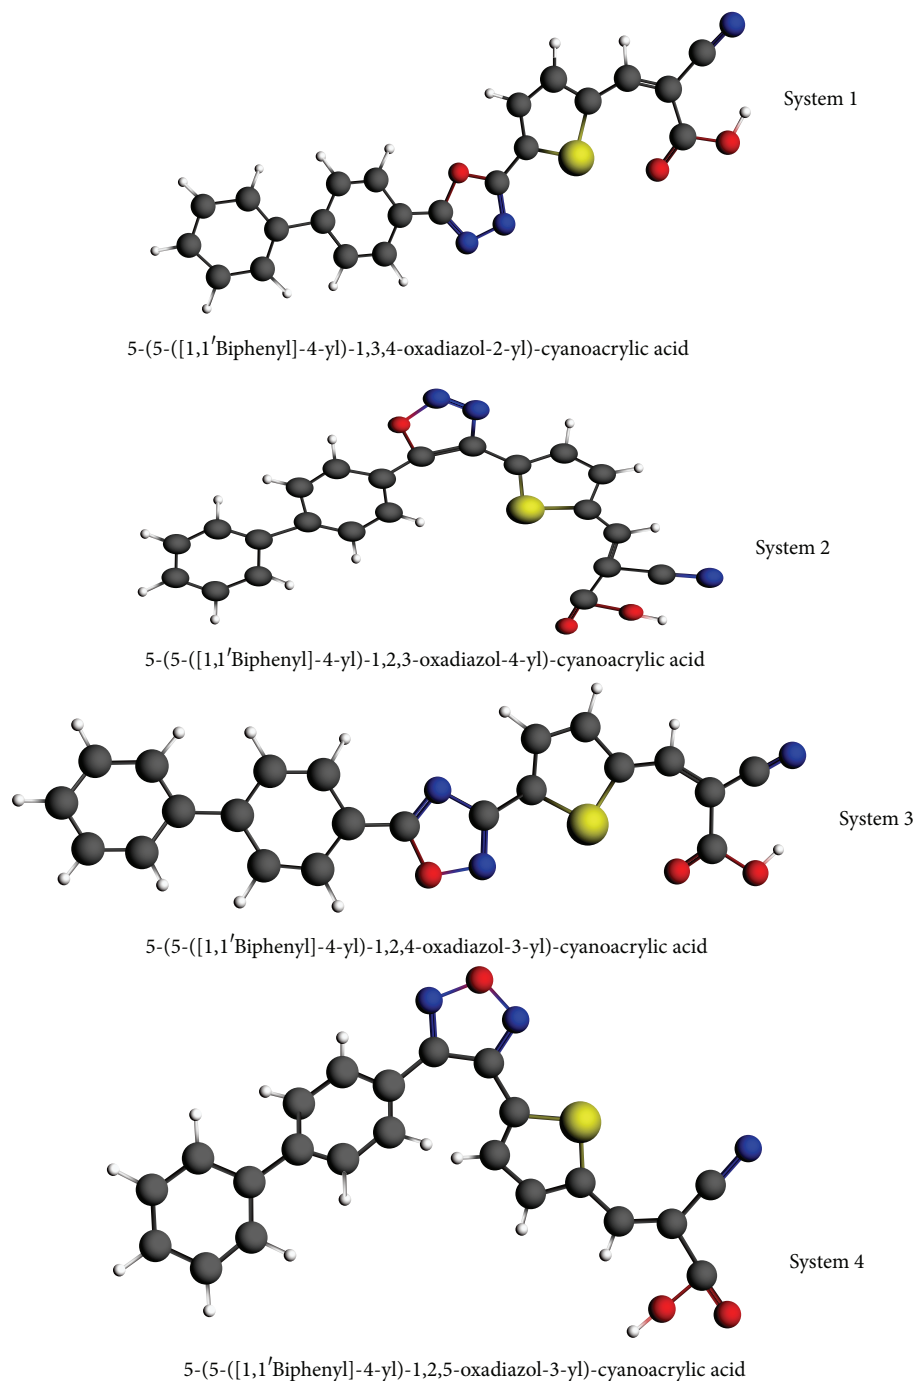 System 1
5-(5-([1,1′Biphenyl]-4-yl)-1,3,4-oxadiazol-2-yl)-cyanoacrylic acid
System 2
5-(5-([1,1′Biphenyl]-4-yl)-1,2,3-oxadiazol-4-yl)-cyanoacrylic acid
System 3
5-(5-([1,1′Biphenyl]-4-yl)-1,2,4-oxadiazol-3-yl)-cyanoacrylic acid
System 4
5-(5-([1,1′Biphenyl]-4-yl)-1,2,5-oxadiazol-3-yl)-cyanoacrylic acid